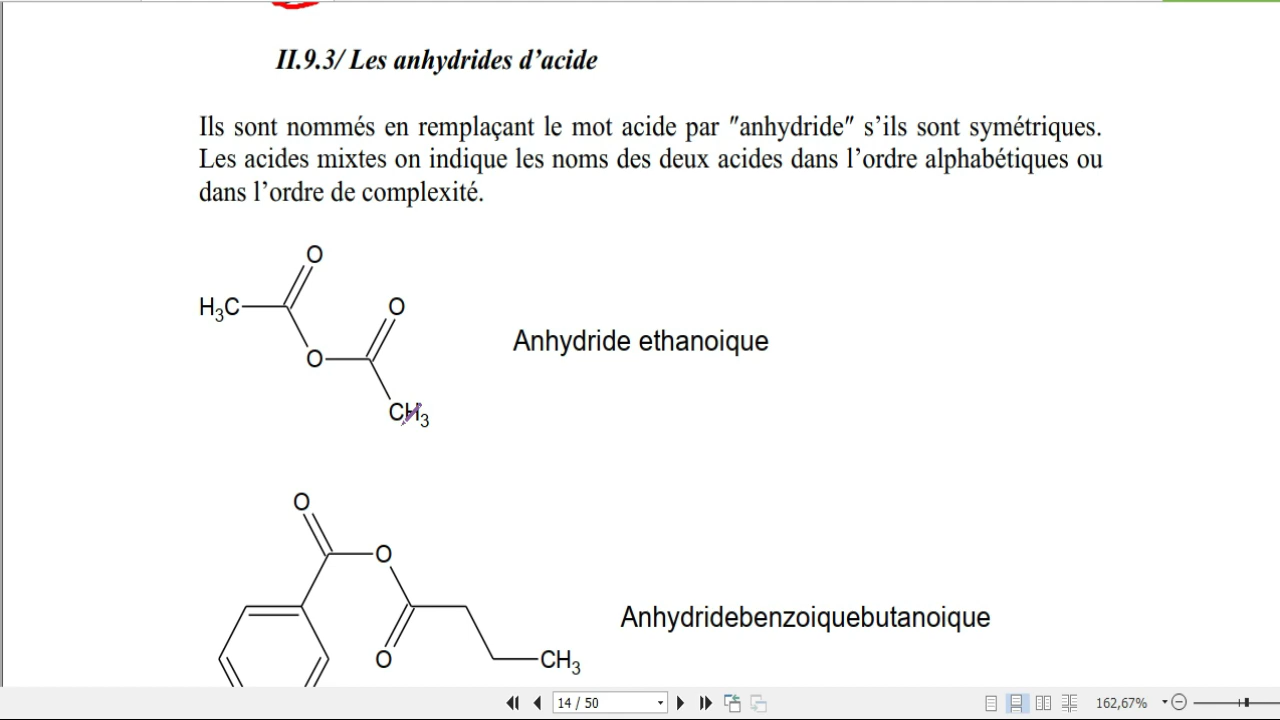 II.9.3/ Les anhydrides d’acide
Ils sont nommés en remplaçant le mot acide par "anhydride" s’ils sont symétriques.
Les acides mixtes on indique les noms des deux acides dans l’ordre alphabétiques ou
dans l’ordre de complexité.
O
H3C
O
O
Anhydride ethanoique
CH3
O
O
Anhydridebenzoiquebutanoique
O
CH3
14 / 50
162,67%